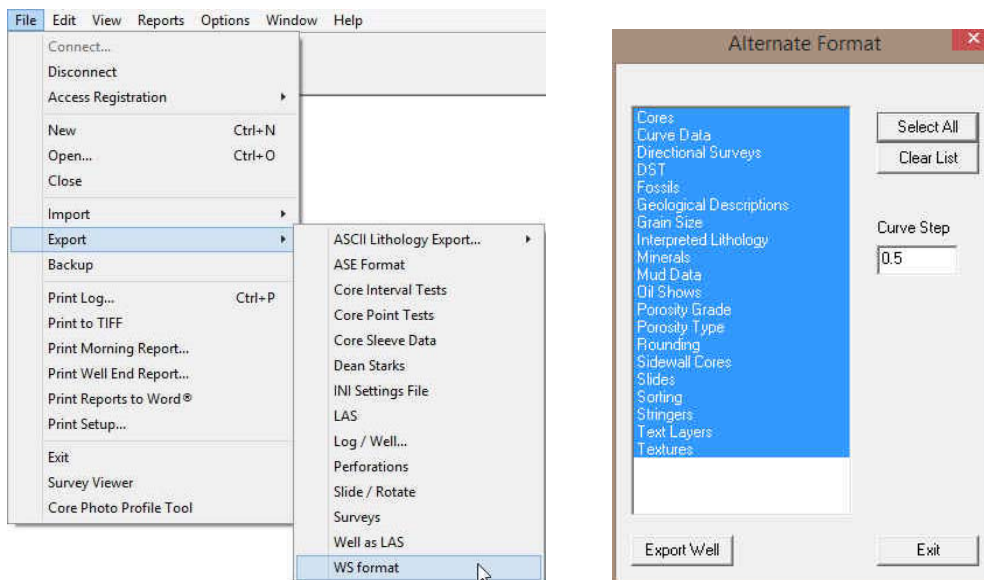 File Edit View Reports Options Window Help
Connect...
Disconnect
Access Registration
New Ctrl+N
Open... Ctrl+O
Close
Import
Export
Backup
Print Log... Ctrl+P
Print to TIFF
Print Morning Report...
Print Well End Report...
Print Reports to Word®
Print Setup...
Exit
Survey Viewer
Core Photo Profile Tool
ASCII Lithology Export...
ASE Format
Core Interval Tests
Core Point Tests
Core Sleeve Data
Dean Starks
INI Settings File
LAS
Log / Well...
Perforations
Slide / Rotate
Surveys
Well as LAS
WS format
Alternate Format
Cores
Curve Data
Directional Surveys
DST
Fossils
Geological Descriptions
Grain Size
Interpreted Lithology
Minerals
Mud Data
Oil Shows
Porosity Grade
Porosity Type
Rounding
Sidewall Cores
Slides
Sorting
Stringers
Text Layers
Textures
Select All
Clear List
Curve Step
0.5
Export Well
Exit